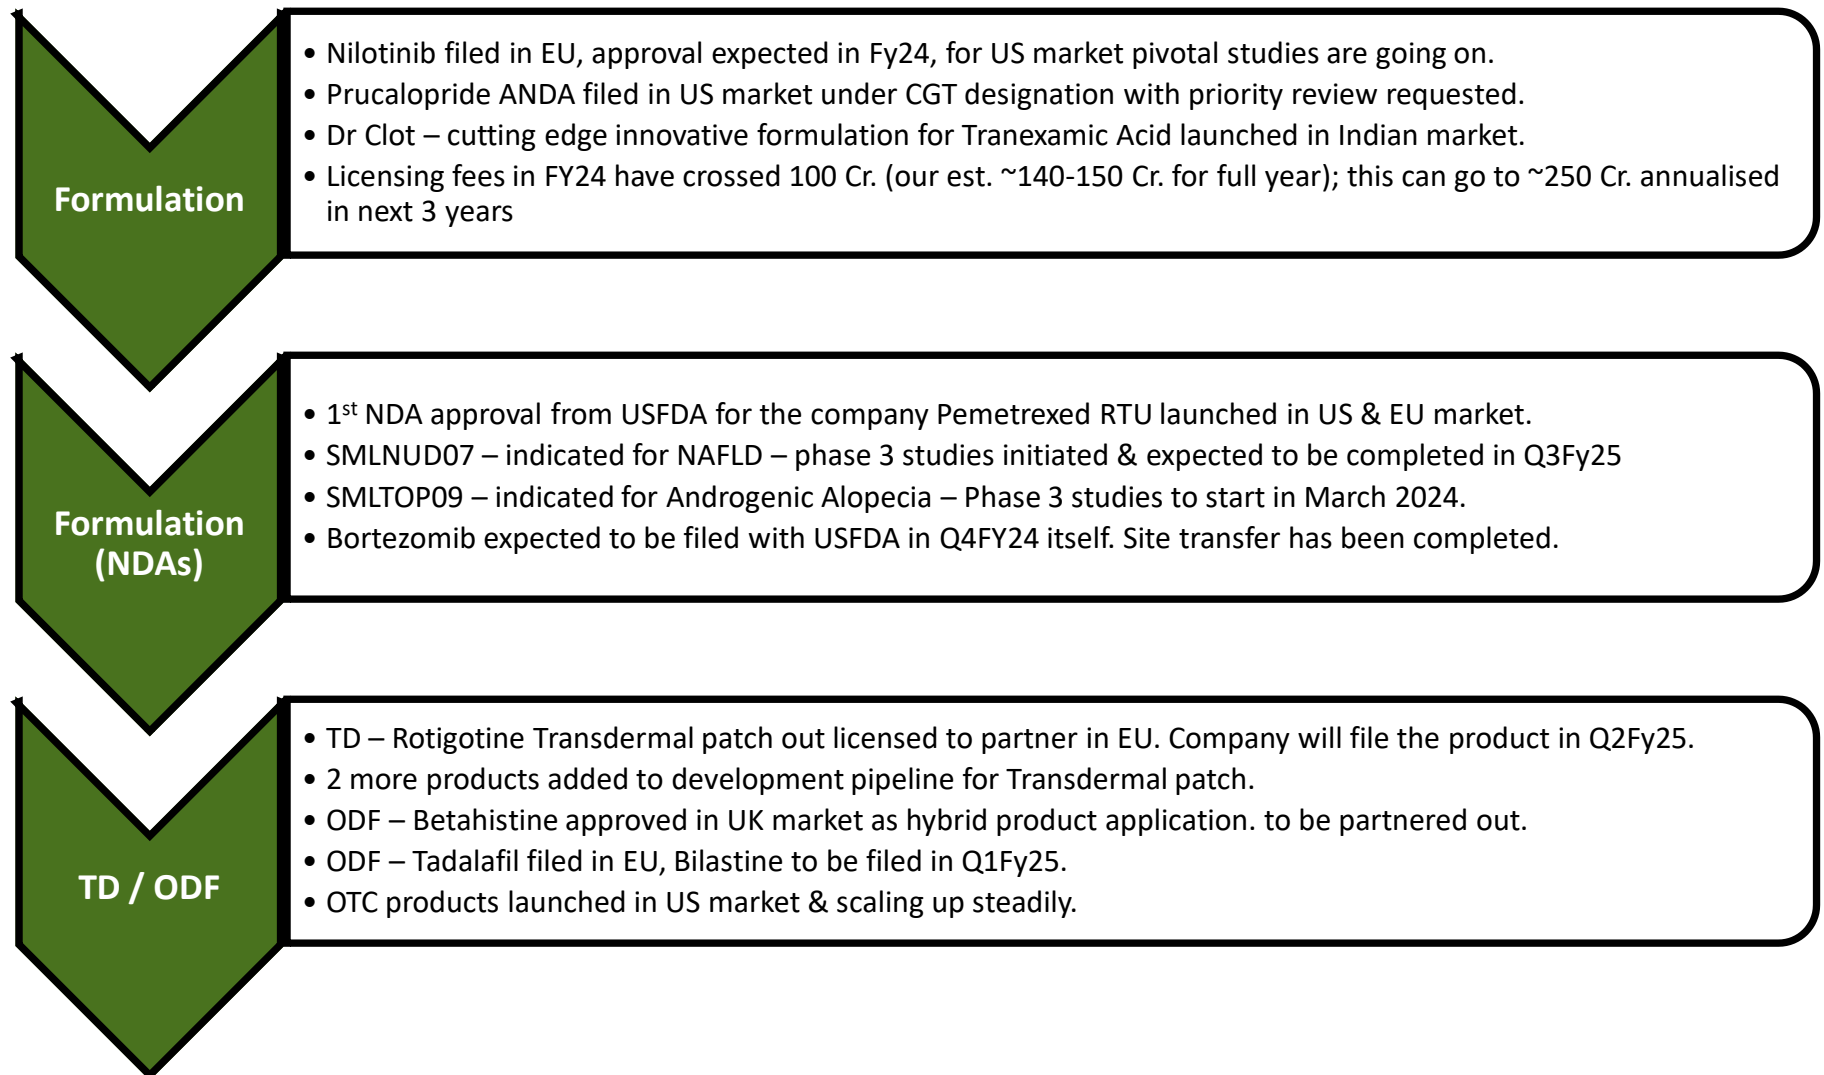 Formulation
• Nilotinib filed in EU, approval expected in Fy24, for US market pivotal studies are going on.
• Prucalopride ANDA filed in US market under CGT designation with priority review requested.
• Dr Clot – cutting edge innovative formulation for Tranexamic Acid launched in Indian market.
• Licensing fees in FY24 have crossed 100 Cr. (our est. ~140-150 Cr. for full year); this can go to ~250 Cr. annualised
in next 3 years
Formulation
(NDAs)
• 1st NDA approval from USFDA for the company Pemetrexed RTU launched in US & EU market.
• SMLNUD07 – indicated for NAFLD – phase 3 studies initiated & expected to be completed in Q3Fy25
• SMLTOP09 – indicated for Androgenic Alopecia – Phase 3 studies to start in March 2024.
• Bortezomib expected to be filed with USFDA in Q4FY24 itself. Site transfer has been completed.
TD / ODF
• TD – Rotigotine Transdermal patch out licensed to partner in EU. Company will file the product in Q2Fy25.
• 2 more products added to development pipeline for Transdermal patch.
• ODF – Betahistine approved in UK market as hybrid product application. to be partnered out.
• ODF – Tadalafil filed in EU, Bilastine to be filed in Q1Fy25.
• OTC products launched in US market & scaling up steadily.